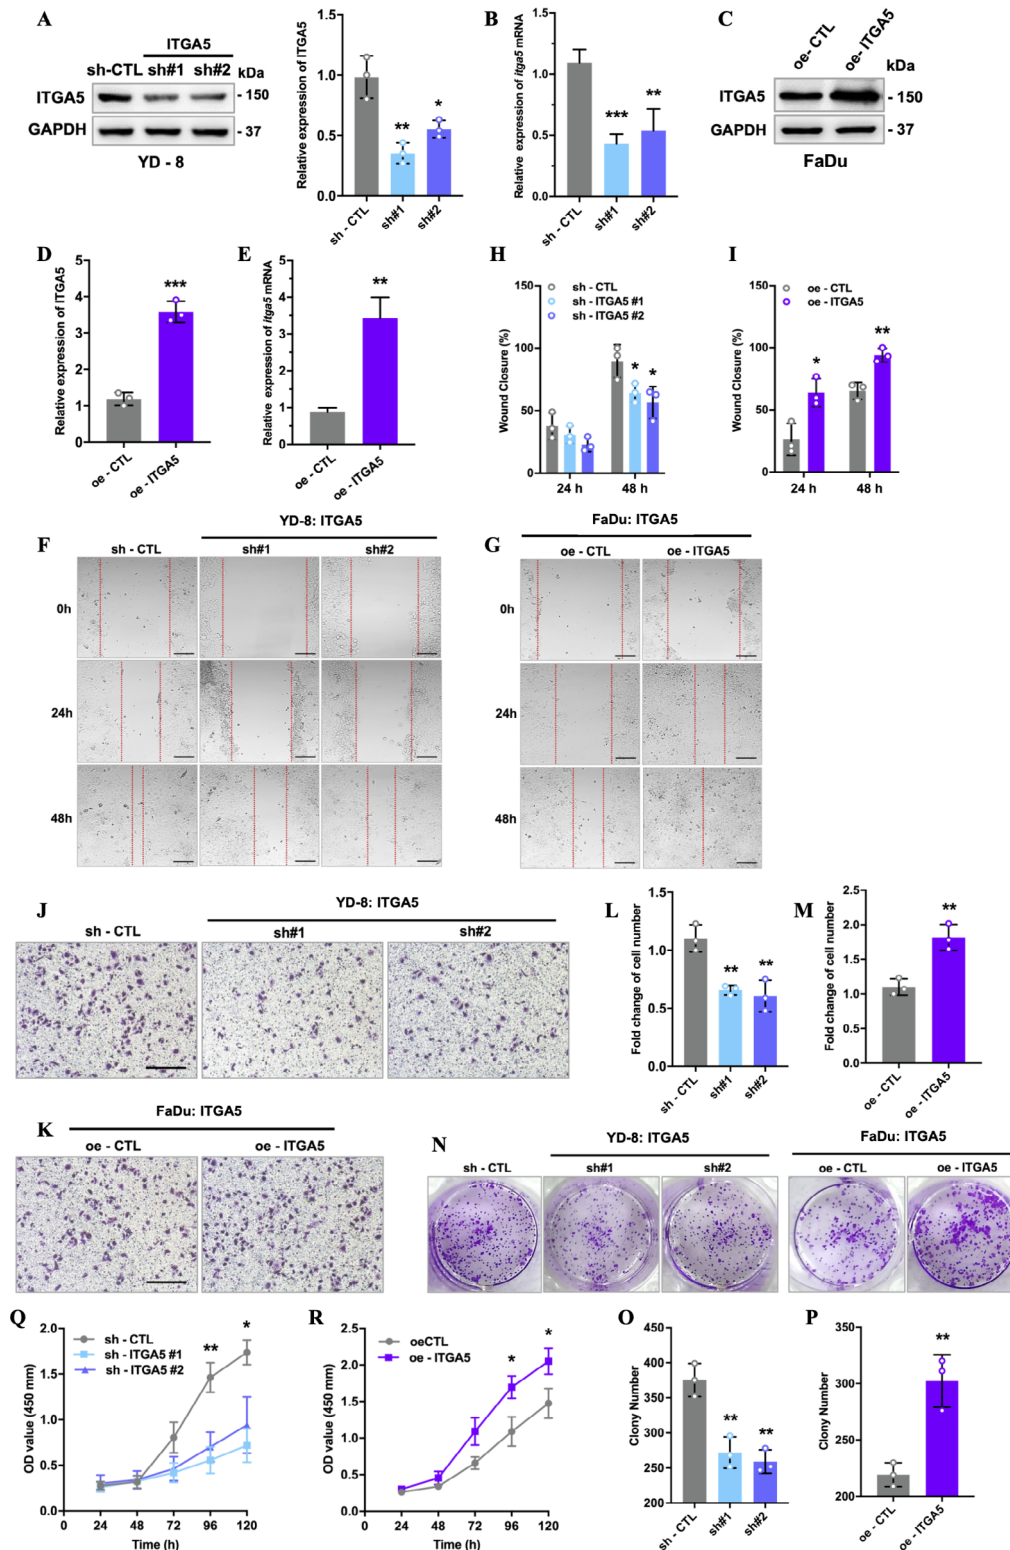 A
ITGA5
sh-CTL sh#1 sh#2 kDa
ITGA5 - 150
GAPDH - 37
YD - 8
Relative expression of ITGA5
1.5
1.0
0.5
0.0
**
*
sh - CTL
sh#1
sh#2
B
Relative expression of itga5 mRNA
1.5
1.0
0.5
0.0
***
**
sh - CTL
sh#1
sh#2
C
oe- CTL
oe- ITGA5
kDa
ITGA5 - 150
GAPDH - 37
FaDu
D
Relative expression of ITGA5
5
4
3
2
1
0
***
oe - CTL
oe - ITGA5
E
Relative expression of itga5 mRNA
5
4
3
2
1
0
**
oe - CTL
oe - ITGA5
H
sh - CTL
sh - ITGA5 #1
sh - ITGA5 #2
Wound Closure (%)
150
100
50
0
* *
24 h 48 h
I
oe - CTL
oe - ITGA5
Wound Closure (%)
150
100
50
0
*
**
24 h 48 h
F
YD-8: ITGA5
sh - CTL sh#1 sh#2
0h
24h
48h
G
FaDu: ITGA5
oe - CTL oe - ITGA5
0h
24h
48h
J
YD-8: ITGA5
sh - CTL sh#1 sh#2
L
Fold change of cell number
1.5
1.0
0.5
0.0
** **
sh - CTL
sh#1
sh#2
M
Fold change of cell number
2.5
2.0
1.5
1.0
0.5
0.0
**
oe - CTL
oe - ITGA5
K
FaDu: ITGA5
oe - CTL oe - ITGA5
N
YD-8: ITGA5
sh - CTL sh#1 sh#2
FaDu: ITGA5
oe - CTL oe - ITGA5
Q
sh - CTL
sh - ITGA5 #1
sh - ITGA5 #2
OD value (450 mm)
2.0
1.5
1.0
0.5
0.0
** *
0 24 48 72 96 120
Time (h)
R
oeCTL
oe - ITGA5
OD value (450 mm)
2.5
2.0
1.5
1.0
0.5
0.0
* *
0 24 48 72 96 120
Time (h)
O
Clony Number
450
400
350
300
250
200
** **
sh - CTL
sh#1
sh#2
P
Clony Number
350
300
250
200
**
oe - CTL
oe - ITGA5